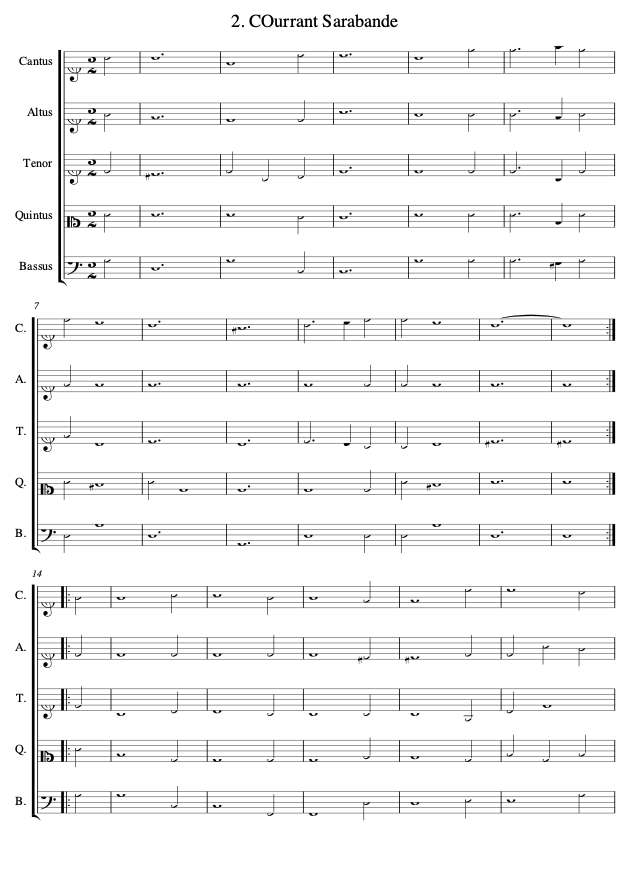 2. COurrant Sarabande
Cantus
Altus
Tenor
Quintus
Bassus
7
C.
A.
T.
Q.
B.
14
C.
A.
T.
Q.
B.